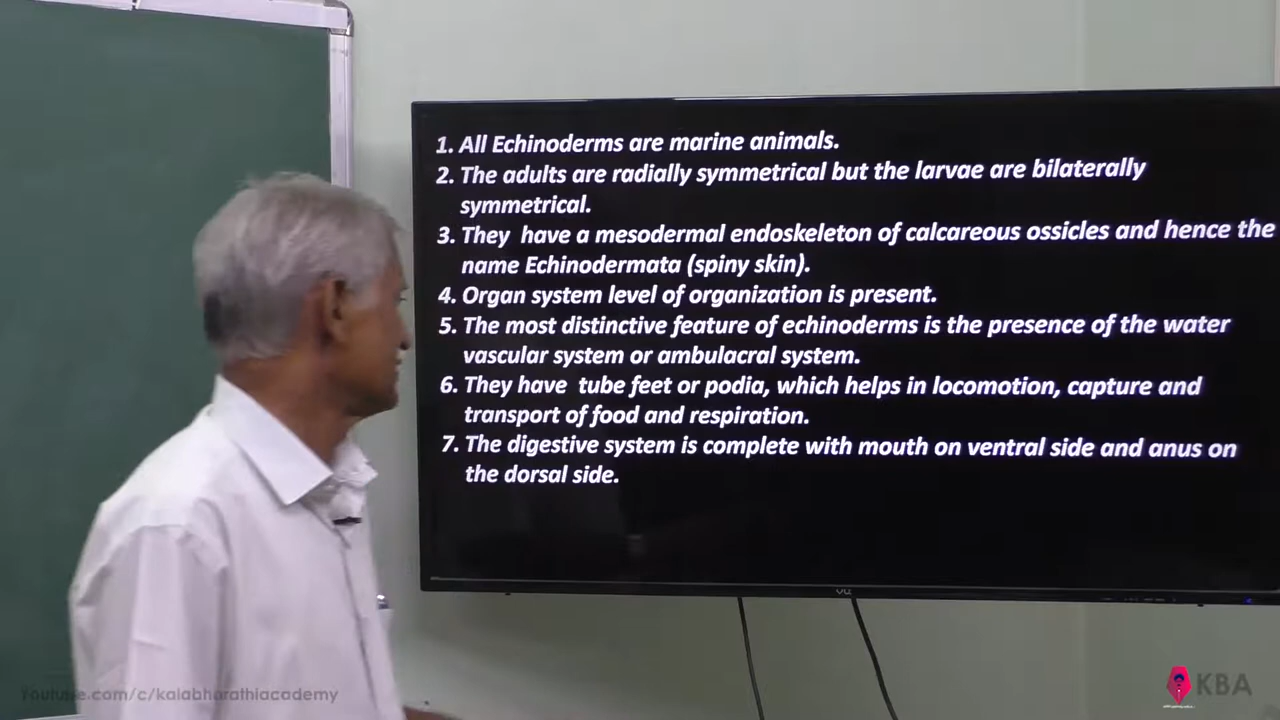 1. All Echinoderms are marine animals.
2. The adults are radially symmetrical but the larvae are bilaterally
symmetrical.
3. They have a mesodermal endoskeleton of calcareous ossicles and hence the
name Echinodermata (spiny skin).
4. Organ system level of organization is present.
5. The most distinctive feature of echinoderms is the presence of the water
vascular system or ambulacral system.
6. They have tube feet or podia, which helps in locomotion, capture and
transport of food and respiration.
7. The digestive system is complete with mouth on ventral side and anus on
the dorsal side.
Youtube.com/c/kalabharathiacademy
KBA